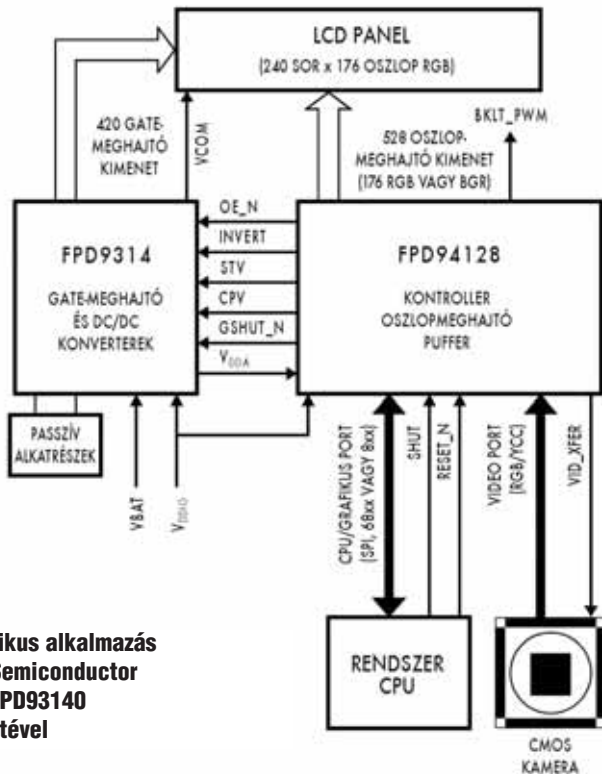 LCD PANEL
(240 SOR x 176 OSZLOP RGB)
420 GATE-
MEGHAJTÓ
KIMENET
VCOM
528 OSZLOP-
MEGHAJTÓ KIMENET
(176 RGB VAGY BGR)
BKLT_PWM
FPD9314
GATE-MEGHAJTÓ
ÉS DC/DC
KONVERTEREK
OE_N
INVERT
STV
CPV
GSHUT_N
VDDA
FPD94128
KONTROLLER
OSZLOPMEGHAJTÓ
PUFFER
PASSZÍV
ALKATRÉSZEK
VBAT
VDDIO
CPU/GRAFIKUS PORT
(SPI, 68xx VAGY 8xx)
SHUT
RESET_N
VIDEO PORT
(RGB/YCC)
VID_XFER
RENDSZER
CPU
CMOS
KAMERA
ikus alkalmazás
Semiconductor
PD93140
tével